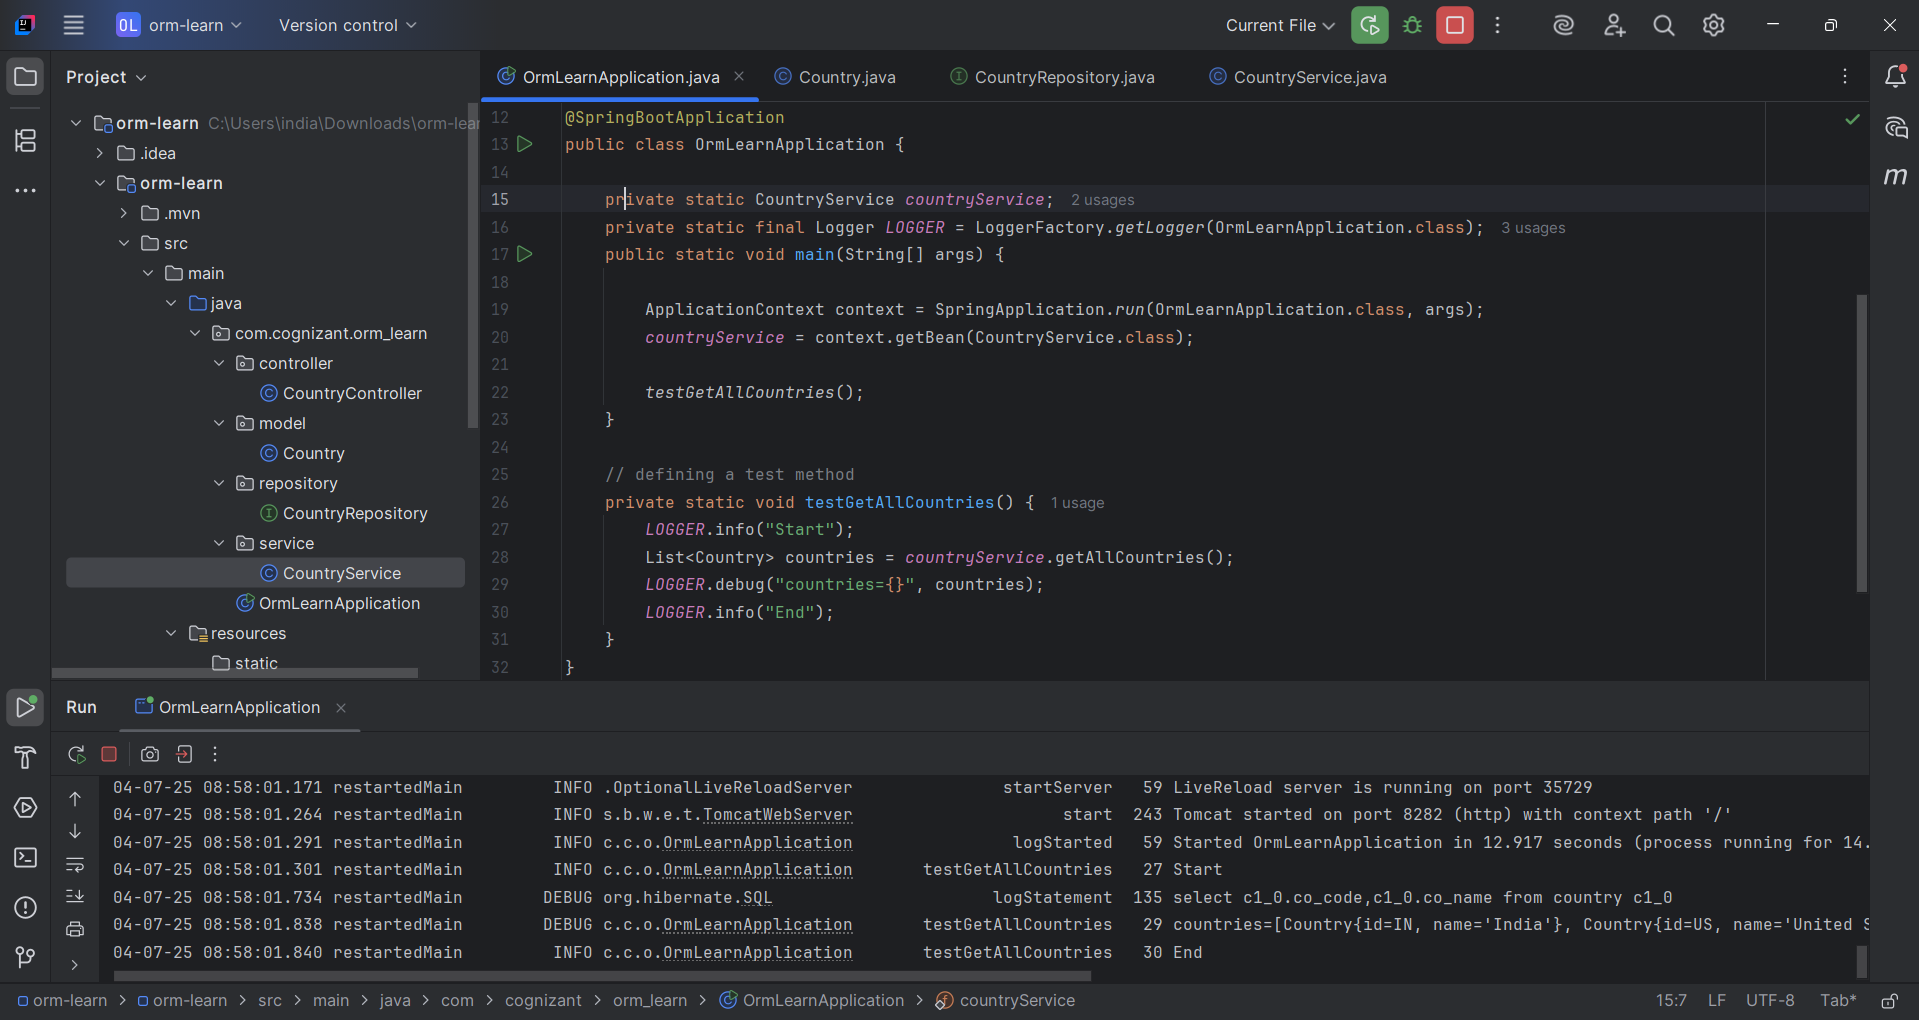 OL orm-learn Version control Current File
Project
orm-learn C:\Users\india\Downloads\orm-lear
.idea
orm-learn
.mvn
src
main
java
com.cognizant.orm_learn
controller
CountryController
model
Country
repository
CountryRepository
service
CountryService
OrmLearnApplication
resources
static
OrmLearnApplication.java Country.java CountryRepository.java CountryService.java
12 @SpringBootApplication
13 public class OrmLearnApplication {
14
15 private static CountryService countryService; 2 usages
16 private static final Logger LOGGER = LoggerFactory.getLogger(OrmLearnApplication.class); 3 usages
17 public static void main(String[] args) {
18
19 ApplicationContext context = SpringApplication.run(OrmLearnApplication.class, args);
20 countryService = context.getBean(CountryService.class);
21
22 testGetAllCountries();
23 }
24
25 // defining a test method
26 private static void testGetAllCountries() { 1 usage
27 LOGGER.info("Start");
28 List<Country> countries = countryService.getAllCountries();
29 LOGGER.debug("countries={}", countries);
30 LOGGER.info("End");
31 }
32 }
m
Run OrmLearnApplication
04-07-25 08:58:01.171 restartedMain INFO .OptionalLiveReloadServer startServer 59 LiveReload server is running on port 35729
04-07-25 08:58:01.264 restartedMain INFO s.b.w.e.t.TomcatWebServer start 243 Tomcat started on port 8282 (http) with context path '/'
04-07-25 08:58:01.291 restartedMain INFO c.c.o.OrmLearnApplication logStarted 59 Started OrmLearnApplication in 12.917 seconds (process running for 14.
04-07-25 08:58:01.301 restartedMain INFO c.c.o.OrmLearnApplication testGetAllCountries 27 Start
04-07-25 08:58:01.734 restartedMain DEBUG org.hibernate.SQL logStatement 135 select c1_0.co_code,c1_0.co_name from country c1_0
04-07-25 08:58:01.838 restartedMain DEBUG c.c.o.OrmLearnApplication testGetAllCountries 29 countries=[Country{id=IN, name='India'}, Country{id=US, name='United S
04-07-25 08:58:01.840 restartedMain INFO c.c.o.OrmLearnApplication testGetAllCountries 30 End
orm-learn > orm-learn > src > main > java > com > cognizant > orm_learn > OrmLearnApplication > countryService 15:7 LF UTF-8 Tab*